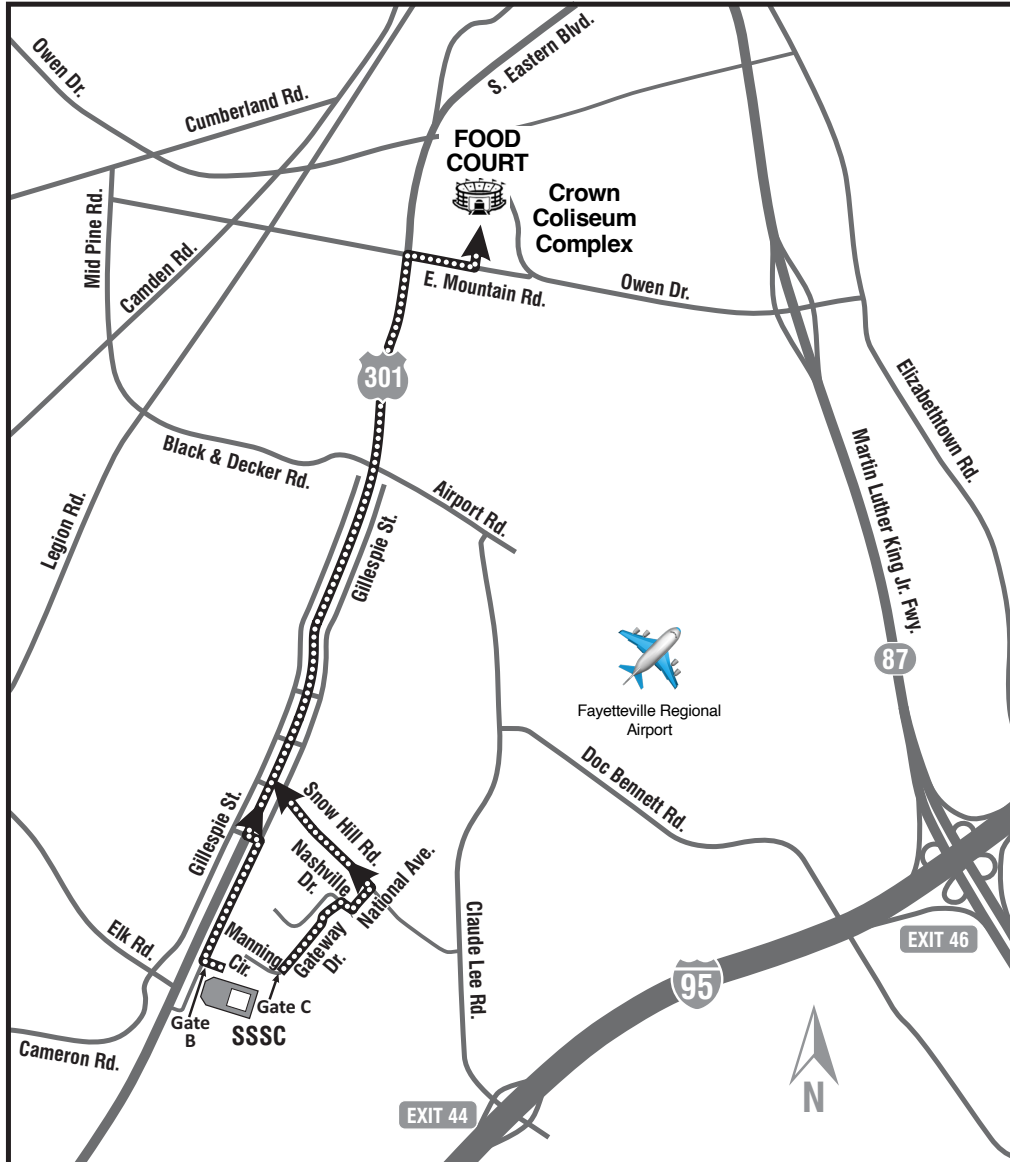 Owen Dr.
S. Eastern Blvd.
Cumberland Rd.
FOOD
COURT
Crown
Coliseum
Complex
Mid Pine Rd.
Camden Rd.
E. Mountain Rd.
Owen Dr.
301
Elizabethtown Rd.
Black & Decker Rd.
Airport Rd.
Martin Luther King Jr. Fwy.
Legion Rd.
Gillespie St.
87
Fayetteville Regional
Airport
Doc Bennett Rd.
Snow Hill Rd.
Gillespie St.
Nashville
Dr.
National Ave.
Claude Lee Rd.
Elk Rd.
Manning
Cir.
Gateway
Dr.
EXIT 46
95
Gate C
Gate
B
SSSC
Cameron Rd.
EXIT 44
N